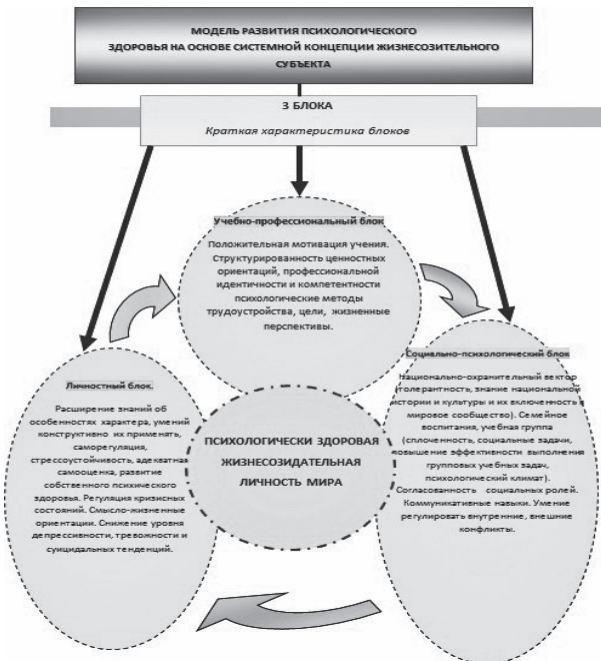 МОДЕЛЬ РАЗВИТИЯ ПСИХОЛОГИЧЕСКОГО
ЗДОРОВЬЯ НА ОСНОВЕ СИСТЕМНОЙ КОНЦЕПЦИИ ЖИЗНЕСОЗИТЕЛЬНОГО
СУБЪЕКТА
3 БЛОКА
Краткая характеристика блоков
Учебно-профессиональный блок
Положительная мотивация учения.
Структурированность ценностных
ориентаций, профессиональной
идентичности и компетентности
психологические методы
трудоустройства, цели, жизненные
перспективы.
Личностный блок.
Расширение знаний об
особенностях характера, умений
конструктивно их применять,
саморегуляция,
стрессоустойчивость, адекватная
самооценка, развитие
собственного психического
здоровья. Регуляция кризисных
состояний. Смысло-жизненные
ориентации. Снижение уровня
депрессивности, тревожности и
суицидальных тенденций.
ПСИХОЛОГИЧЕСКИ ЗДОРОВАЯ
ЖИЗНЕСОЗИДАТЕЛЬНАЯ
ЛИЧНОСТЬ МИРА
Социально-психологический блок
Национально-охранительный вектор
(толерантность, знание национальной
истории и культуры и их включенность в
мировое сообщество). Семейное
воспитания, учебная группа
(сплоченность, социальные задачи,
повышение эффективности выполнения
групповых учебных задач,
психологический климат).
Согласованность социальных ролей.
Коммуникативные навыки. Умение
регулировать внутренние, внешние
конфликты.